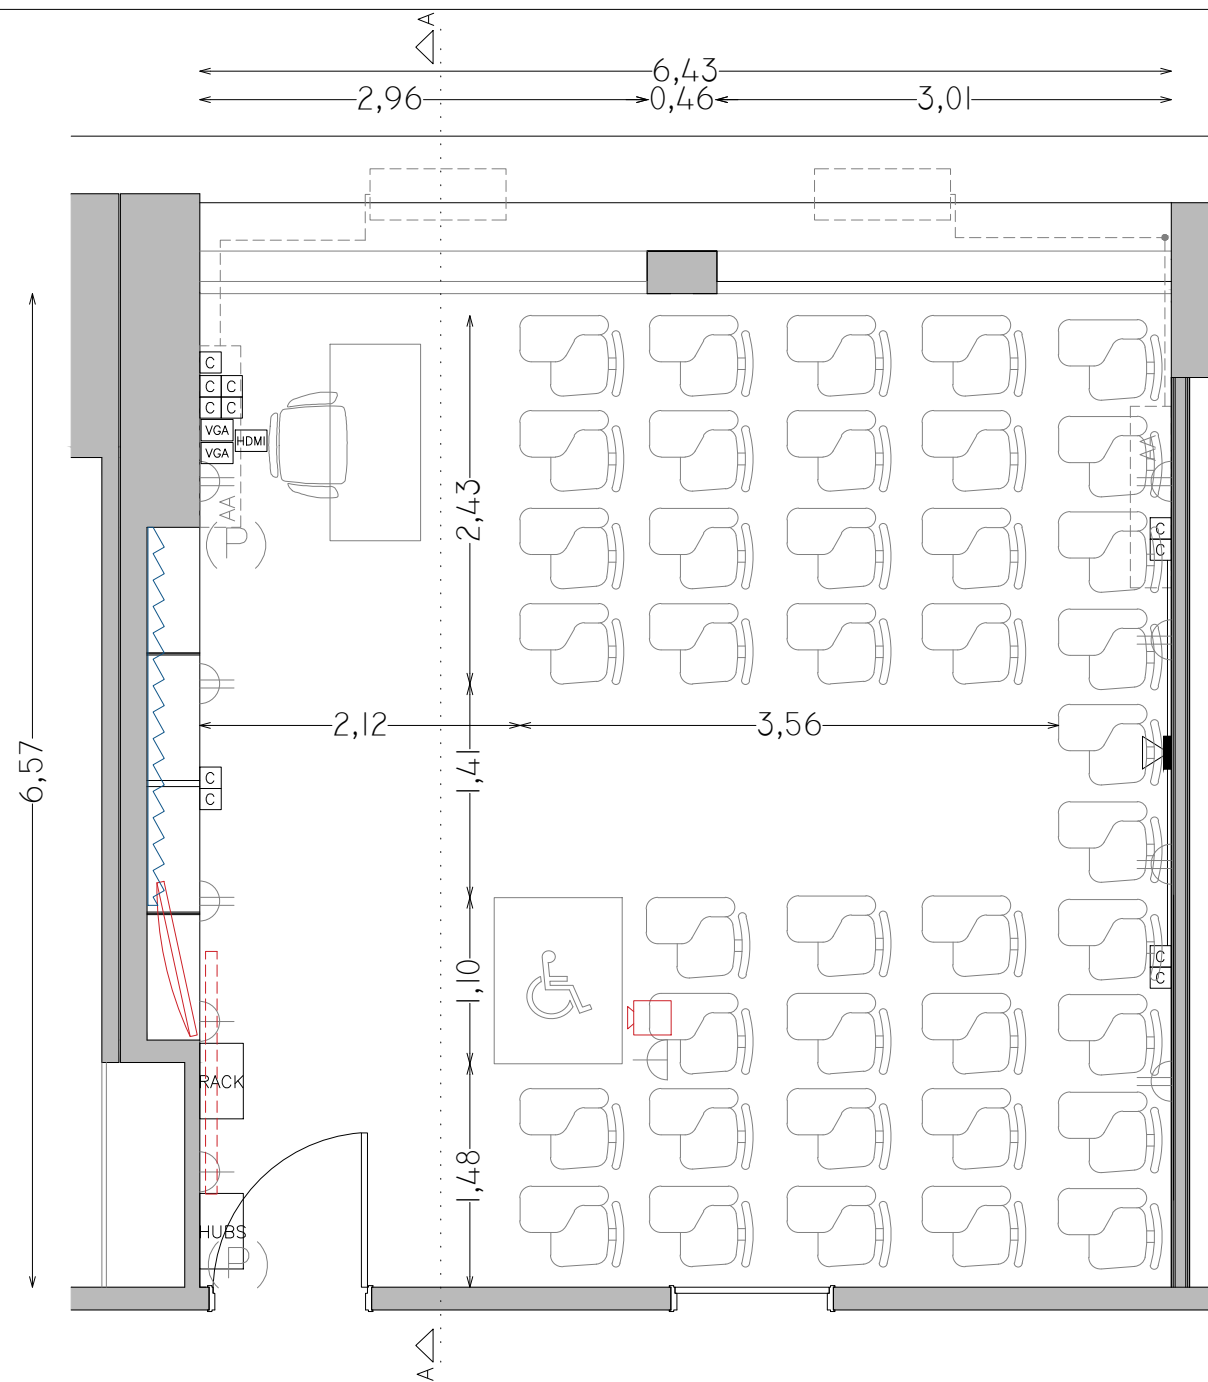 A
6,43
2,96 0,46 3,01
C
C C
C C
VGA
HDMI
VGA
AA
P
AA
C
C
2,43
2,12
3,56
1,41
6,57
C
C
C
C
1,10
RACK
1,48
HUBS
P
A